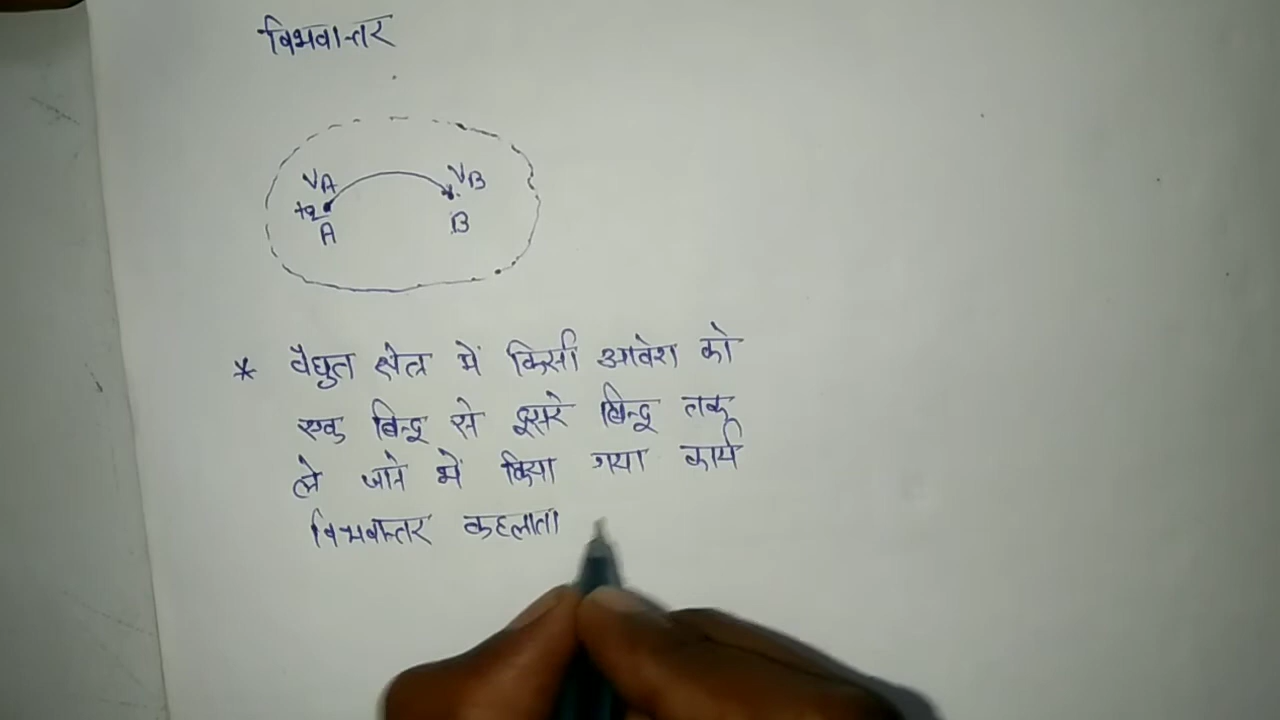 विभवान्तर
VA VB
+q
A B
* वैद्युत क्षेत्र में किसी आवेश को
एक बिन्दू से दूसरे बिन्दू तक
ले जाने में किया गया कार्य
विभवान्तर कहलाता